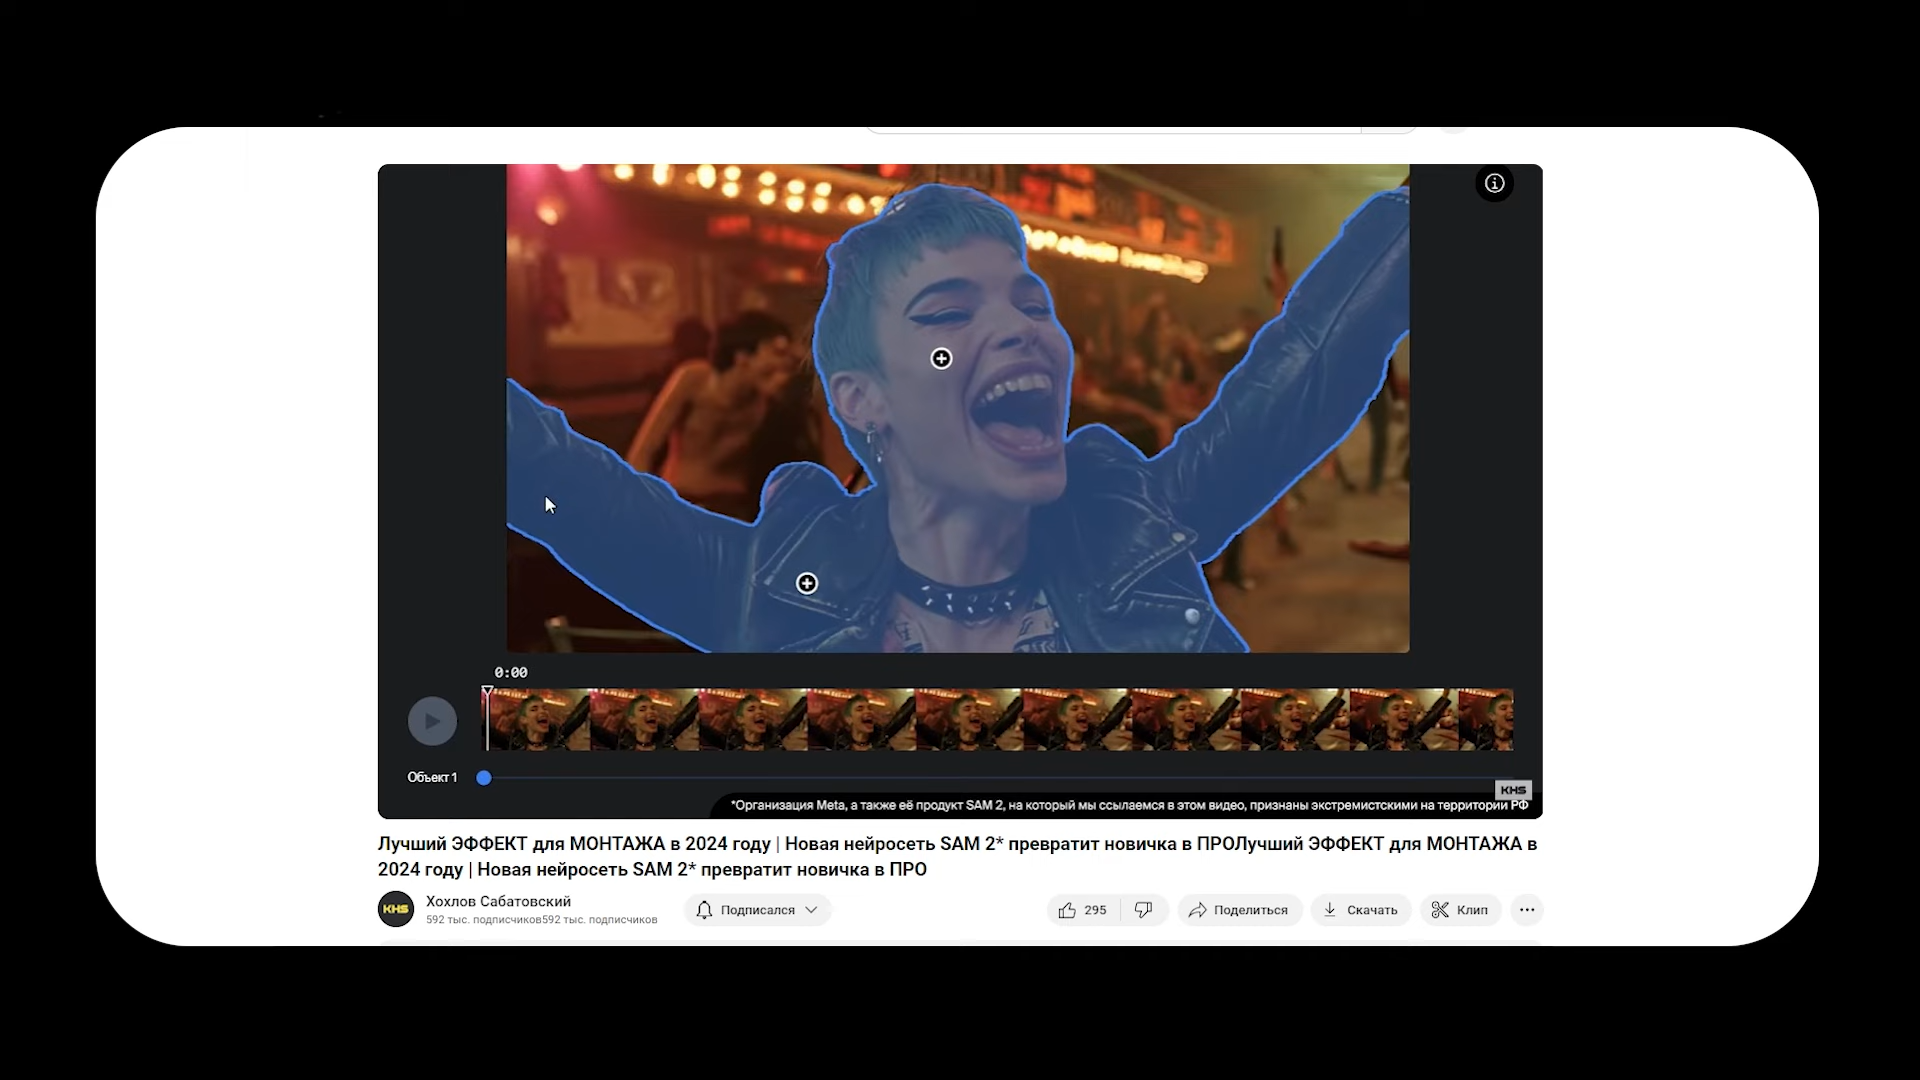 0:00
Объект 1
KHS
*Организация Meta, а также её продукт SAM 2, на который мы ссылаемся в этом видео, признаны экстремистскими на территории РФ
Лучший ЭФФЕКТ для МОНТАЖА в 2024 году | Новая нейросеть SAM 2* превратит новичка в ПРОЛучший ЭФФЕКТ для МОНТАЖА в
2024 году | Новая нейросеть SAM 2* превратит новичка в ПРО
KHS
Хохлов Сабатовский
592 тыс. подписчиков592 тыс. подписчиков
Подписался
295
Поделиться
Скачать
Клип